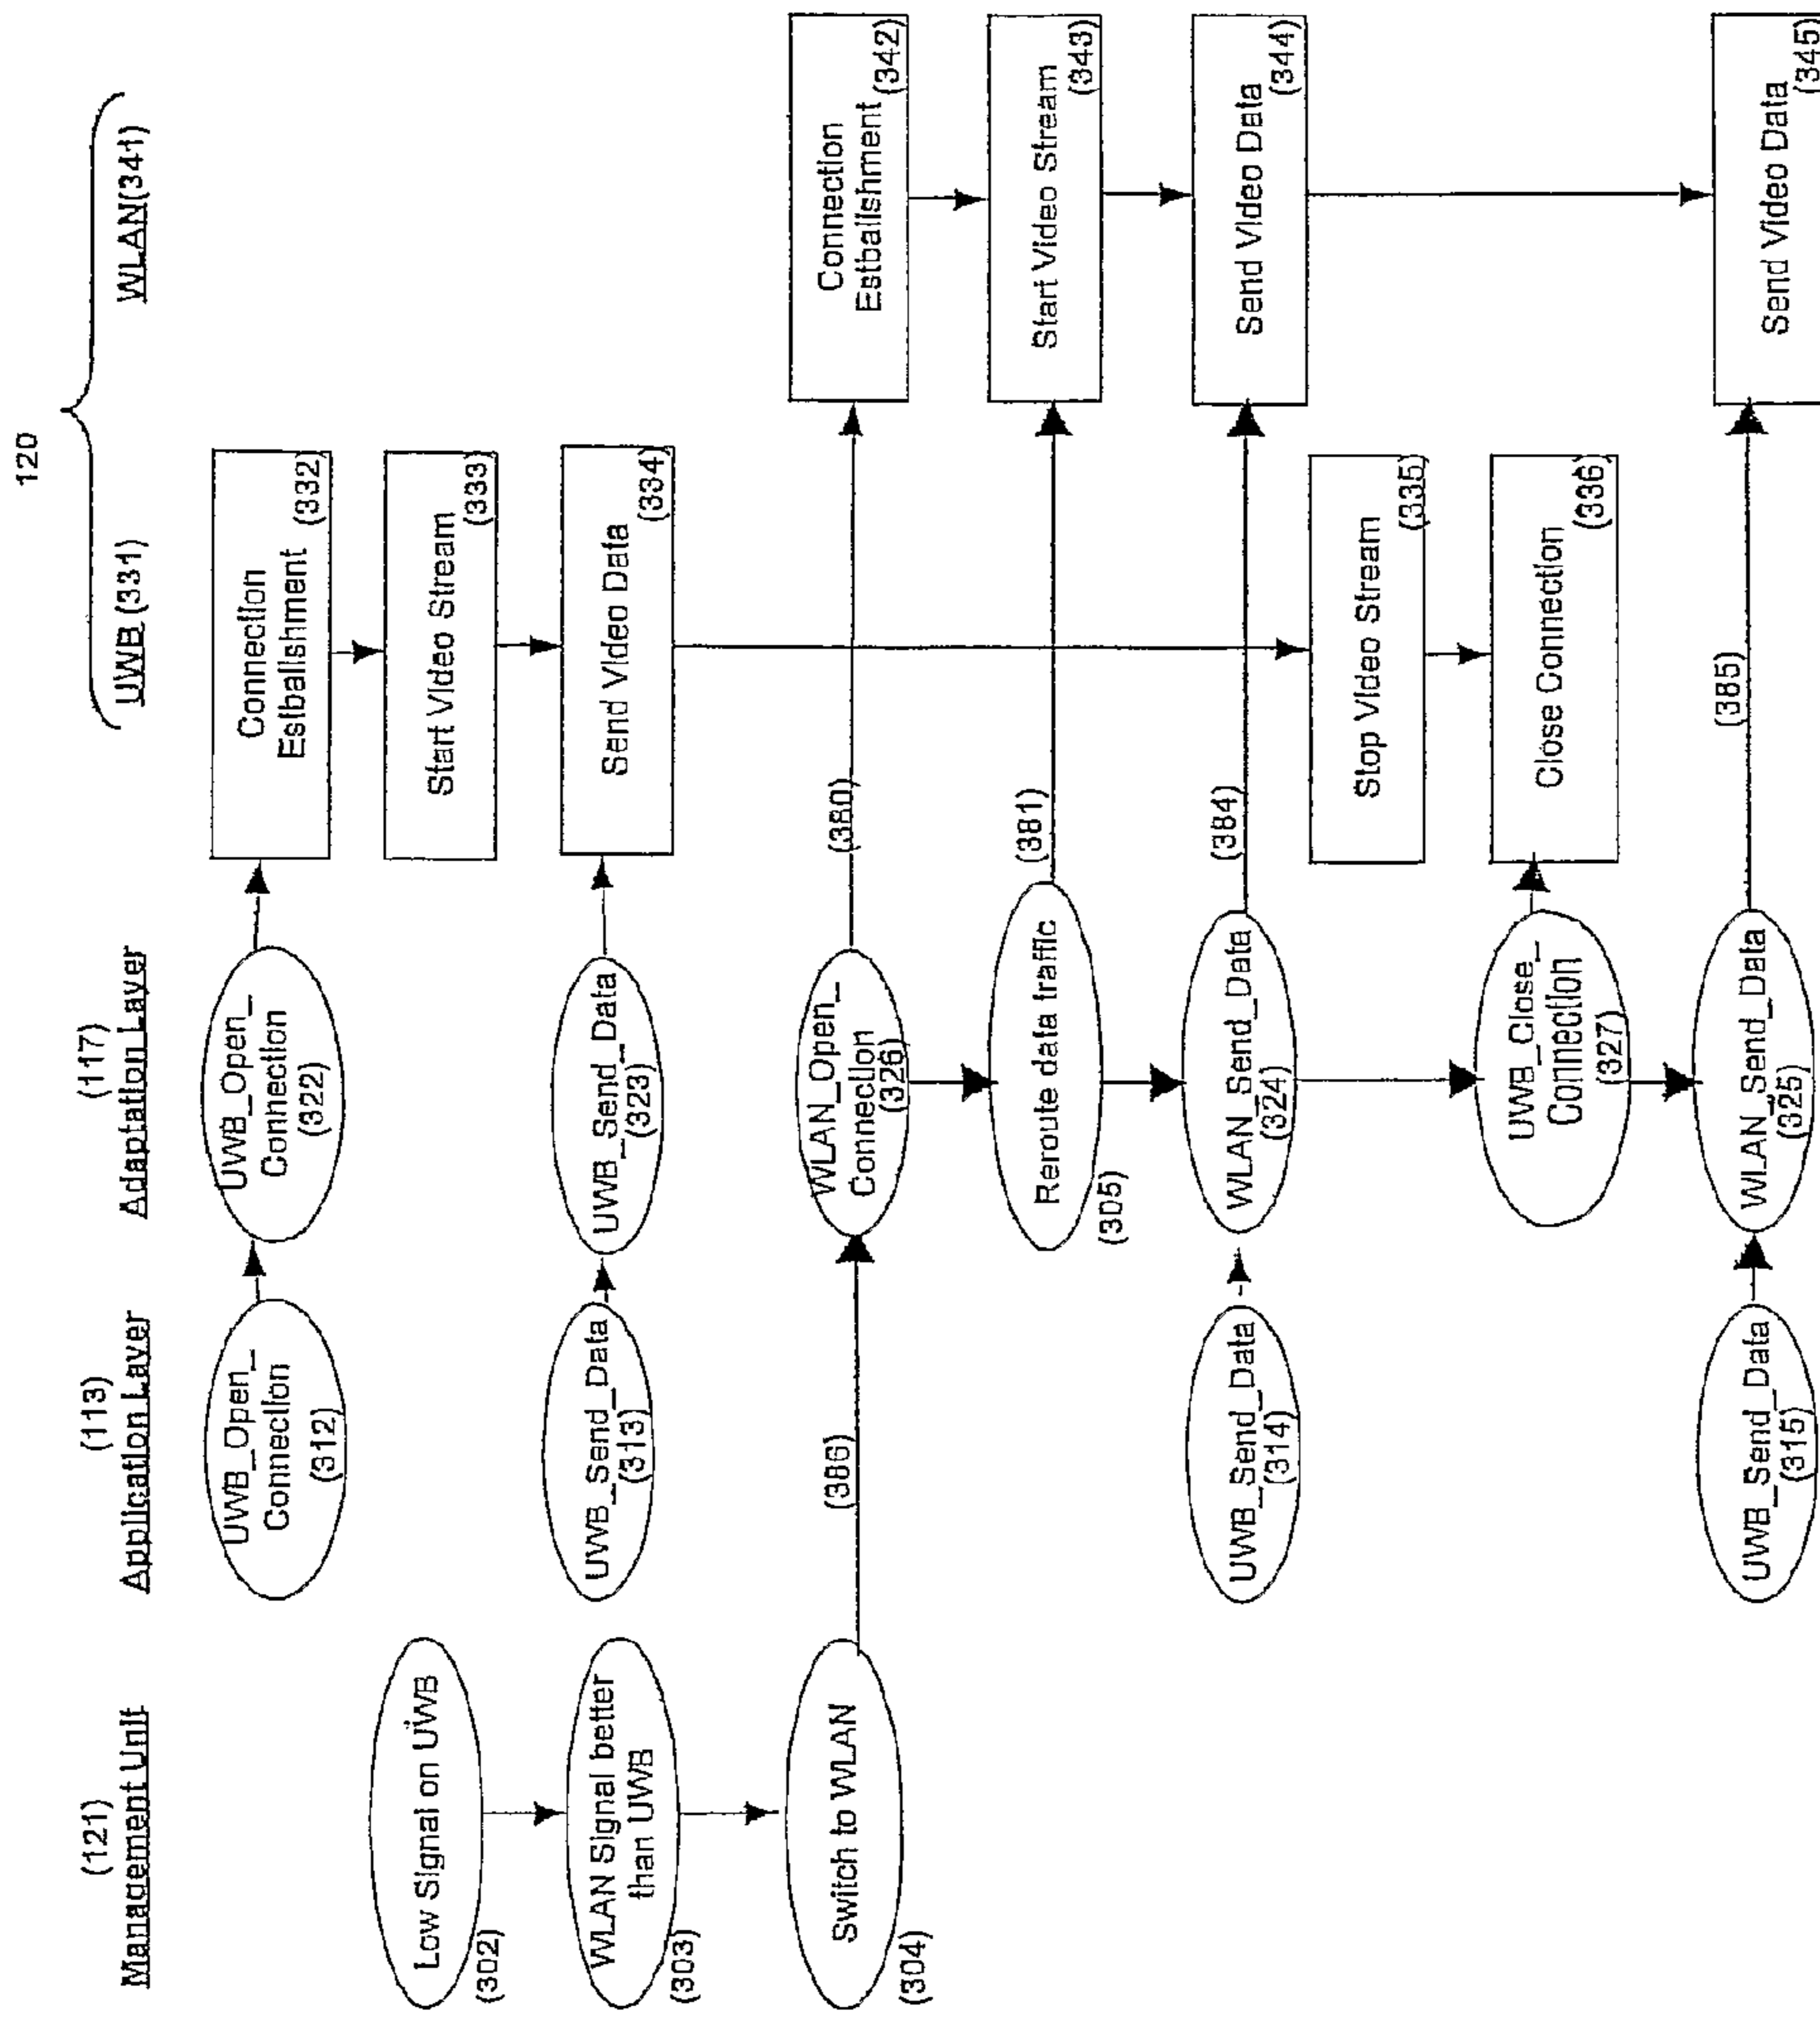 120
UWB (331)
WLAN(341)
(121)
Management Unit
(113)
Application Layer
(117)
Adaptation Layer
UWB_Open_
Connection
(312)
UWB_Open_
Connection
(322)
Connection
Estballshment
(332)
Low Signal on UWB
(302)
Start Video Stream
(333)
WLAN Signal better
than UWB
(303)
UWB_Send_Data
(313)
UWB_Send_Data
(323)
Send Video Data
(334)
Switch to WLAN
(304)
(386)
WLAN_Open_
Connection
(326)
(380)
Connection
Estballshment
(342)
Reroute data traffic
(305)
(381)
Start Video Stream
(343)
UWB_Send_Data
(314)
WLAN_Send_Data
(324)
(384)
Send Video Data
(344)
Stop Video Stream
(335)
UWB_Close_
Connection
(327)
Close Connection
(336)
UWB_Send_Data
(315)
WLAN_Send_Data
(325)
(385)
Send Video Data
(345)